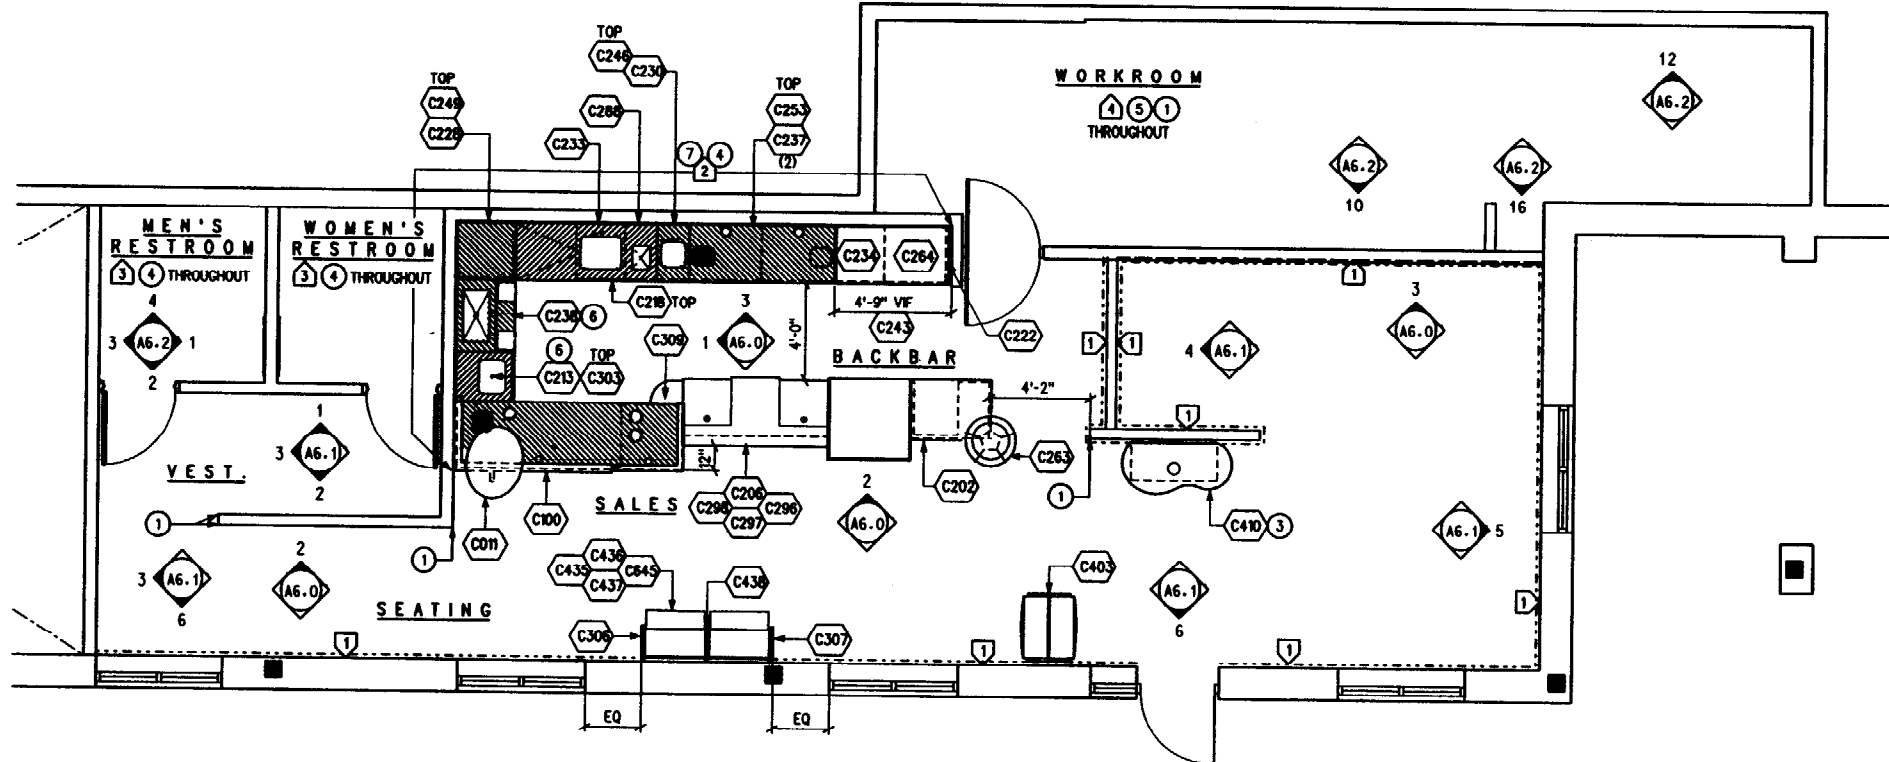 TOP
C246
C230
TOP
C249
C228
C288
C233
TOP
C253
C237
(2)
7
4
2
WORKROOM
4 5 1
THROUGHOUT
12
A6.2
A6.2
10
A6.2
16
MEN'S
RESTROOM
3 4 THROUGHOUT
WOMEN'S
RESTROOM
3 4 THROUGHOUT
4
3 A6.2 1
2
C234
C264
4'-9" VIF
C243
C222
C218 TOP
C236 6
6
C213
TOP
C303
C309
3
1 A6.0
4'-0"
BACKBAR
4'-2"
1
1
1
1
4 A6.1
3
A6.0
1
3 A6.1
2
VEST.
1
1
3 A6.1
6
2
A6.0
SEATING
SALES
12"
C011
C100
C206
C298
C296
C297
2
A6.0
C202
C263
1
C410 3
A6.1 5
1
C436
C435
C645
C437
C438
C306
C307
C403
A6.1
6
1
1
1
1
EQ
EQ